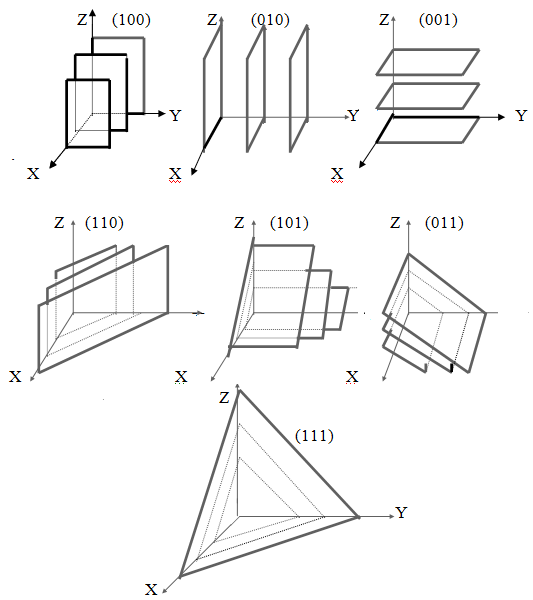 Z (100)
Y
X
Z (010)
Y
X
Z (001)
Y
X
Z (110)
X
Z (101)
X
Z (011)
X
Z
(111)
Y
X